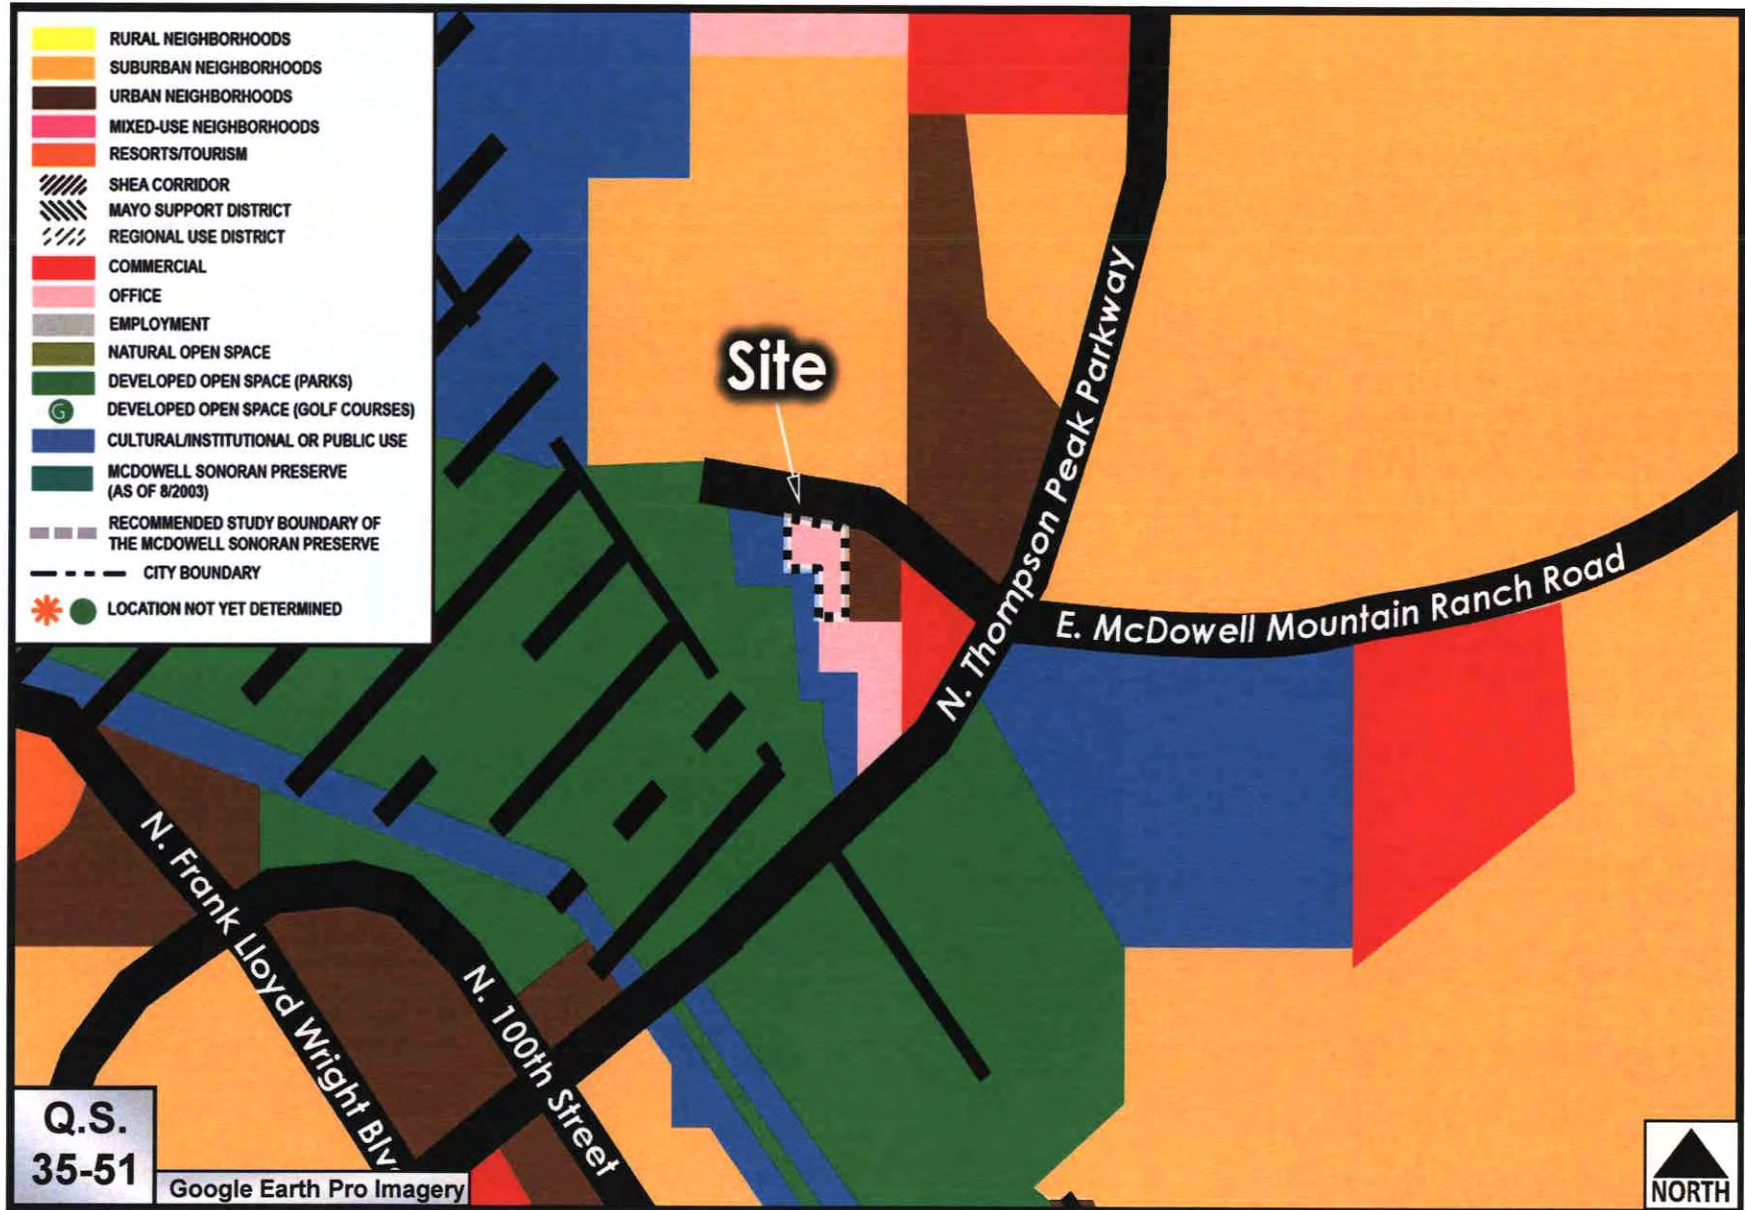 RURAL NEIGHBORHOODS
SUBURBAN NEIGHBORHOODS
URBAN NEIGHBORHOODS
MIXED-USE NEIGHBORHOODS
RESORTS/TOURISM
SHEA CORRIDOR
MAYO SUPPORT DISTRICT
REGIONAL USE DISTRICT
COMMERCIAL
OFFICE
EMPLOYMENT
NATURAL OPEN SPACE
DEVELOPED OPEN SPACE (PARKS)
G DEVELOPED OPEN SPACE (GOLF COURSES)
CULTURAL/INSTITUTIONAL OR PUBLIC USE
MCDOWELL SONORAN PRESERVE
(AS OF 8/2003)
RECOMMENDED STUDY BOUNDARY OF
THE MCDOWELL SONORAN PRESERVE
CITY BOUNDARY
LOCATION NOT YET DETERMINED
Site
N. Thompson Peak Parkway
E. McDowell Mountain Ranch Road
N. Frank Lloyd Wright Blv
N. 100th Street
Q.S.
35-51
Google Earth Pro Imagery
NORTH